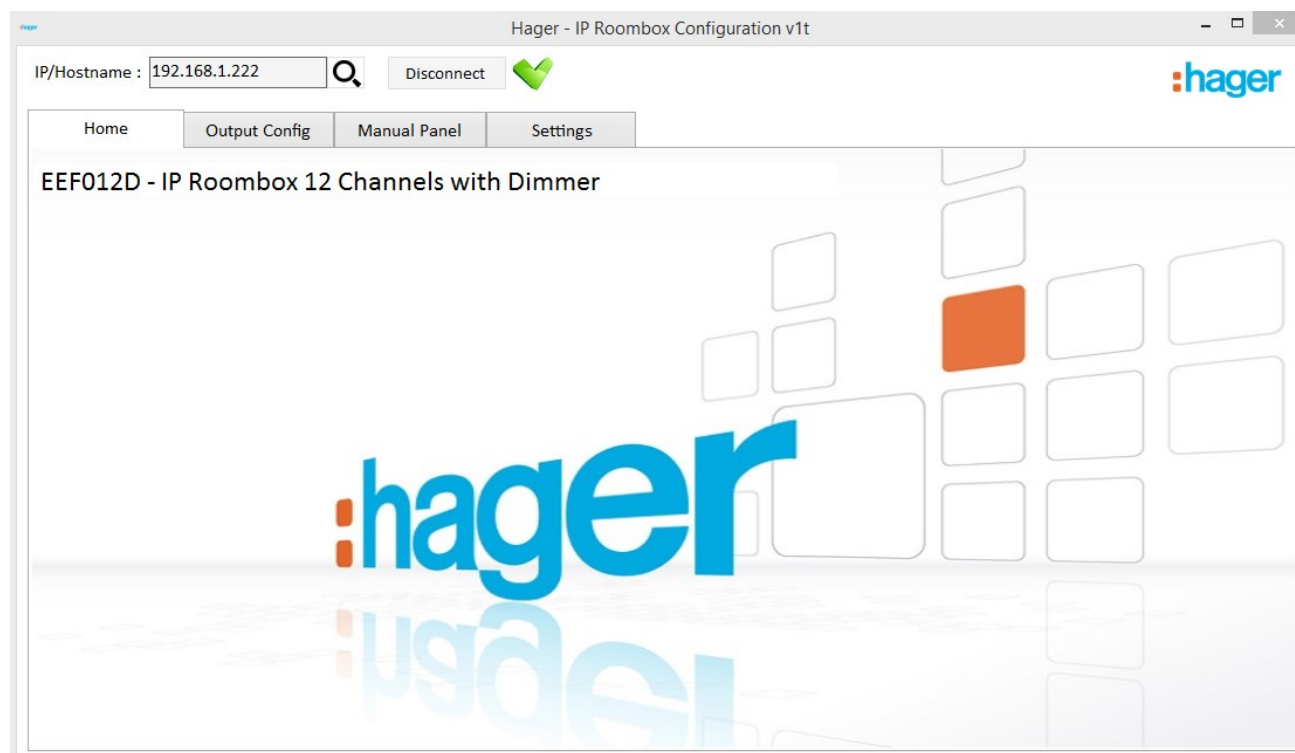 hager
Hager - IP Roombox Configuration v1t
IP/Hostname :
192.168.1.222
Disconnect
:hager
Home
Output Config
Manual Panel
Settings
EEF012D - IP Roombox 12 Channels with Dimmer
:hager